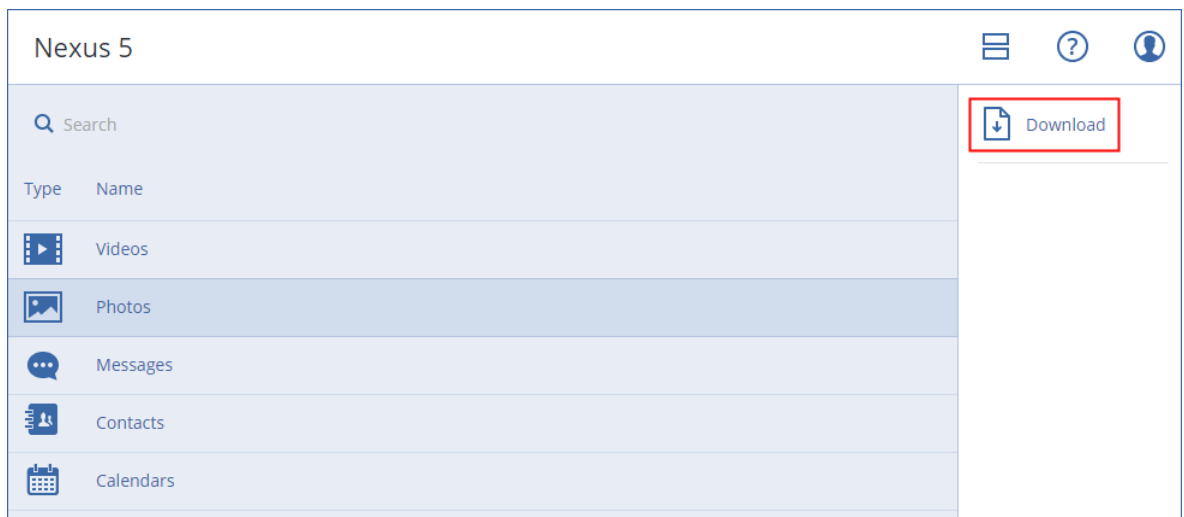 Nexus 5
Search
Download
Type Name
Videos
Photos
Messages
Contacts
Calendars